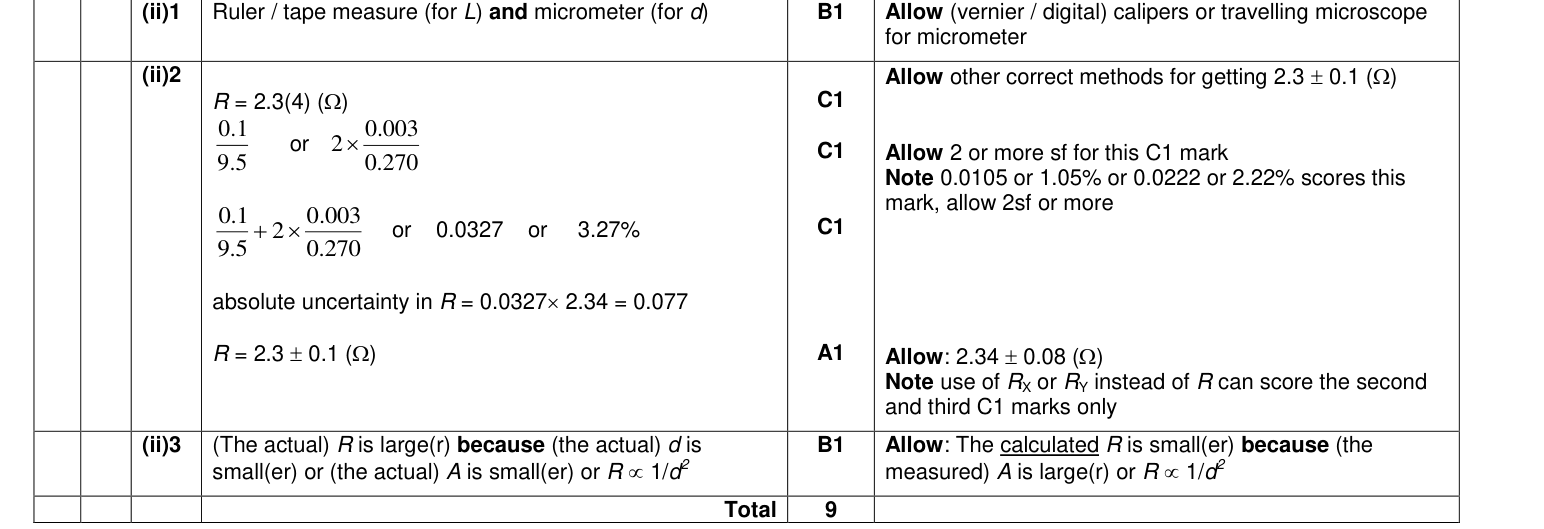 (ii)1 Ruler / tape measure (for L) and micrometer (for d) B1 Allow (vernier / digital) calipers or travelling microscope
for micrometer
(ii)2 Allow other correct methods for getting 2.3 ± 0.1 (Ω)
R = 2.3(4) (Ω) C1
0.1/9.5 or 2 × 0.003/0.270 C1 Allow 2 or more sf for this C1 mark
Note 0.0105 or 1.05% or 0.0222 or 2.22% scores this
mark, allow 2sf or more
0.1/9.5 + 2 × 0.003/0.270 or 0.0327 or 3.27% C1
absolute uncertainty in R = 0.0327× 2.34 = 0.077
R = 2.3 ± 0.1 (Ω) A1 Allow: 2.34 ± 0.08 (Ω)
Note use of RX or RY instead of R can score the second
and third C1 marks only
(ii)3 (The actual) R is large(r) because (the actual) d is B1 Allow: The calculated R is small(er) because (the
small(er) or (the actual) A is small(er) or R ∝ 1/d² measured) A is large(r) or R ∝ 1/d²
Total 9